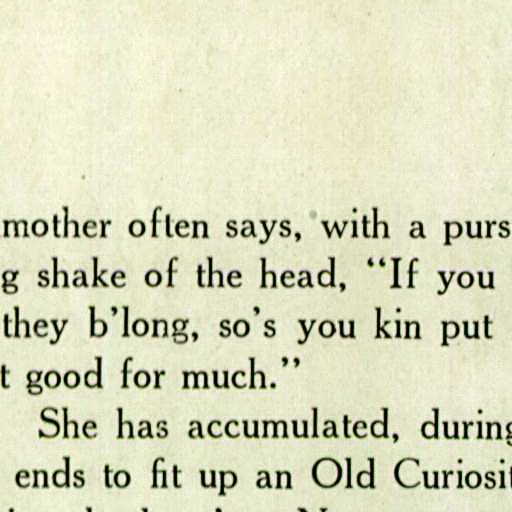 mother often says, with a purs
g shake of the head, “If you
they b’long, so’s you kin put
t good for much.”
She has accumulated, during
ends to fit up an Old Curiosit